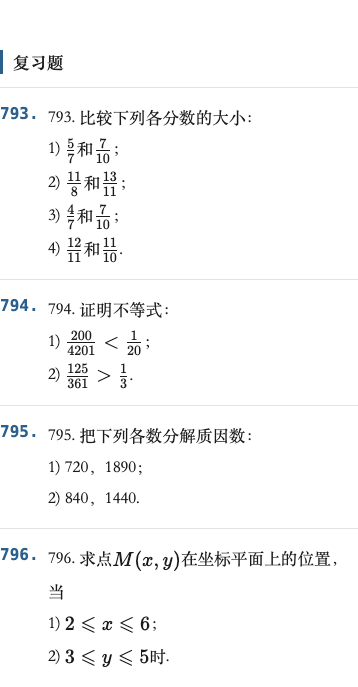 复习题
793. 793. 比较下列各分数的大小：
1) 5/7 和 7/10；
2) 11/8 和 13/11；
3) 4/7 和 7/10；
4) 12/11 和 11/10.
794. 794. 证明不等式：
1) 200/4201 < 1/20；
2) 125/361 > 1/3.
795. 795. 把下列各数分解质因数：
1) 720，1890；
2) 840，1440.
796. 796. 求点M(x, y)在坐标平面上的位置，
当
1) 2 ⩽ x ⩽ 6；
2) 3 ⩽ y ⩽ 5时.